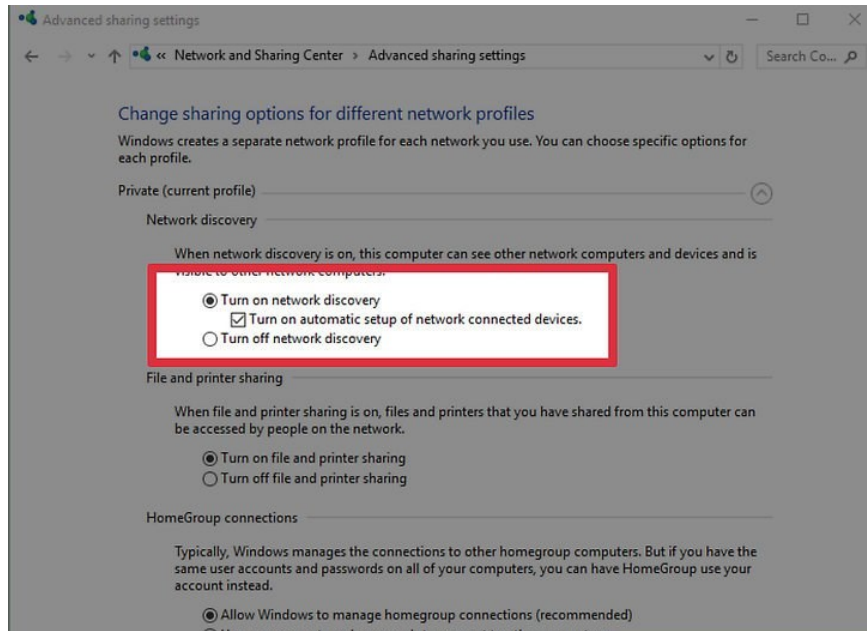 Advanced sharing settings
« Network and Sharing Center > Advanced sharing settings
Search Co...
Change sharing options for different network profiles
Windows creates a separate network profile for each network you use. You can choose specific options for
each profile.
Private (current profile)
Network discovery
When network discovery is on, this computer can see other network computers and devices and is
visible to other network computers.
Turn on network discovery
Turn on automatic setup of network connected devices.
Turn off network discovery
File and printer sharing
When file and printer sharing is on, files and printers that you have shared from this computer can
be accessed by people on the network.
Turn on file and printer sharing
Turn off file and printer sharing
HomeGroup connections
Typically, Windows manages the connections to other homegroup computers. But if you have the
same user accounts and passwords on all of your computers, you can have HomeGroup use your
account instead.
Allow Windows to manage homegroup connections (recommended)